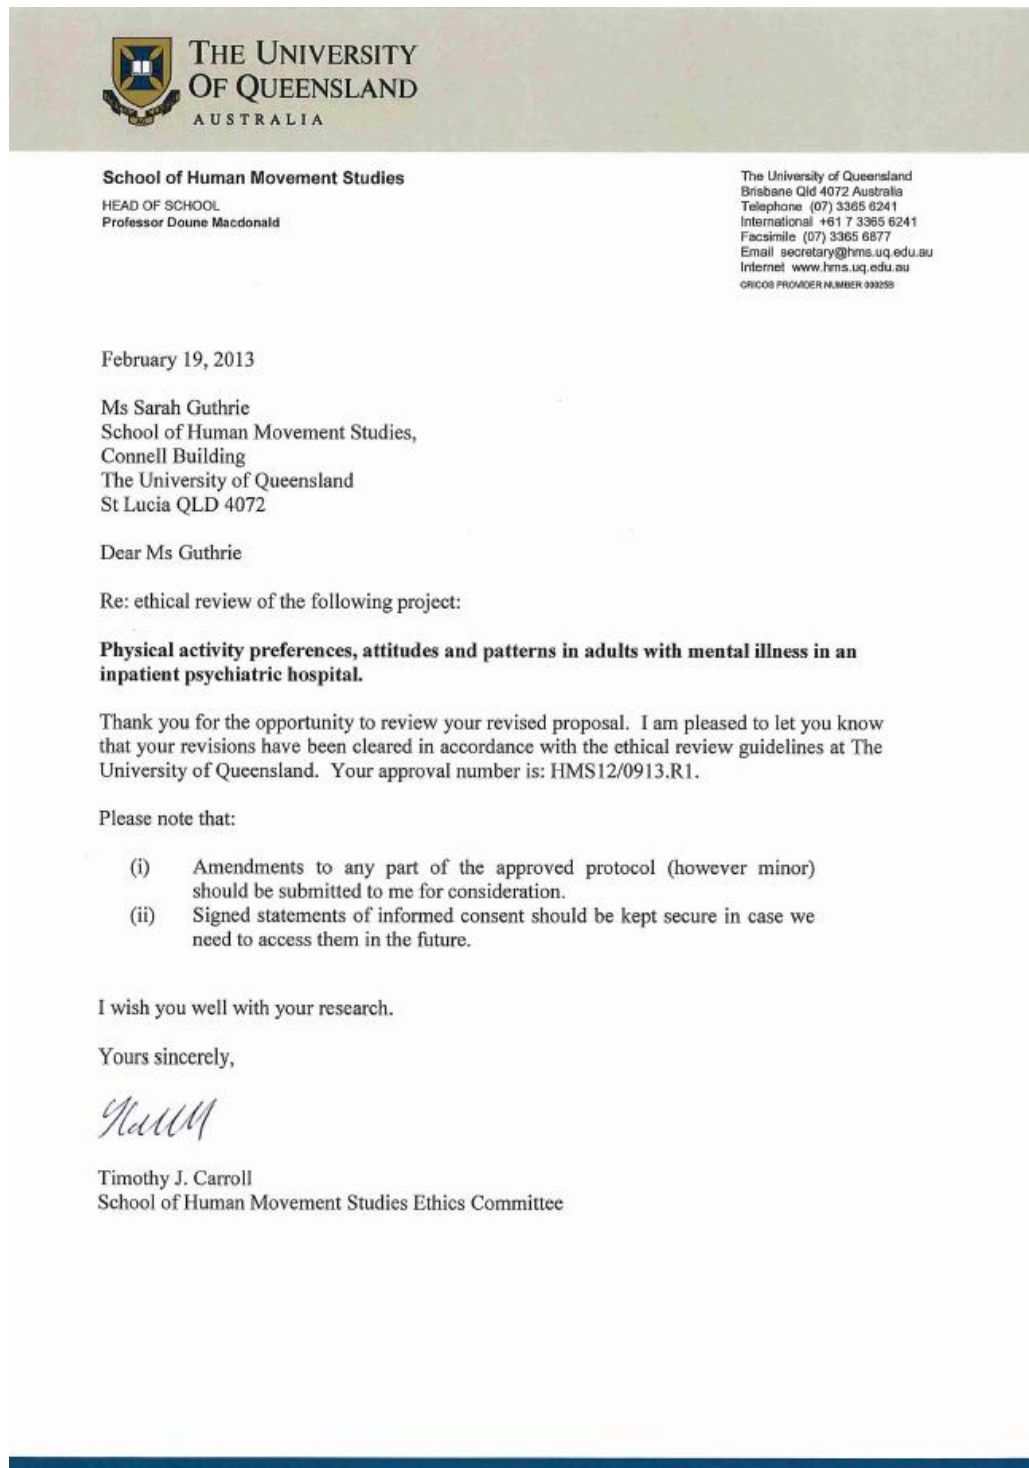 THE UNIVERSITY
OF QUEENSLAND
AUSTRALIA
School of Human Movement Studies
HEAD OF SCHOOL
Professor Doune Macdonald
The University of Queensland
Brisbane Qld 4072 Australia
Telephone (07) 3365 6241
International +61 7 3365 6241
Facsimile (07) 3365 6877
Email secretary@hms.uq.edu.au
Internet www.hms.uq.edu.au
CRICOS PROVIDER NUMBER 00025B
February 19, 2013
Ms Sarah Guthrie
School of Human Movement Studies,
Connell Building
The University of Queensland
St Lucia QLD 4072
Dear Ms Guthrie
Re: ethical review of the following project:
Physical activity preferences, attitudes and patterns in adults with mental illness in an
inpatient psychiatric hospital.
Thank you for the opportunity to review your revised proposal. I am pleased to let you know
that your revisions have been cleared in accordance with the ethical review guidelines at The
University of Queensland. Your approval number is: HMS12/0913.R1.
Please note that:
(i) Amendments to any part of the approved protocol (however minor)
should be submitted to me for consideration.
(ii) Signed statements of informed consent should be kept secure in case we
need to access them in the future.
I wish you well with your research.
Yours sincerely,
Timothy J. Carroll
School of Human Movement Studies Ethics Committee